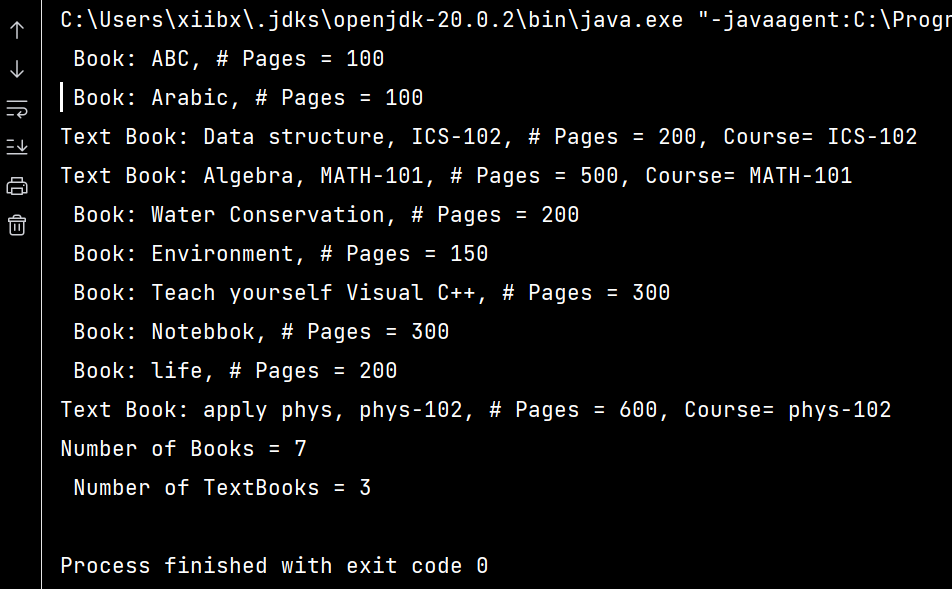 C:\Users\xiibx\.jdks\openjdk-20.0.2\bin\java.exe "-javaagent:C:\Progr
Book: ABC, # Pages = 100
Book: Arabic, # Pages = 100
Text Book: Data structure, ICS-102, # Pages = 200, Course= ICS-102
Text Book: Algebra, MATH-101, # Pages = 500, Course= MATH-101
Book: Water Conservation, # Pages = 200
Book: Environment, # Pages = 150
Book: Teach yourself Visual C++, # Pages = 300
Book: Notebbok, # Pages = 300
Book: life, # Pages = 200
Text Book: apply phys, phys-102, # Pages = 600, Course= phys-102
Number of Books = 7
Number of TextBooks = 3
Process finished with exit code 0